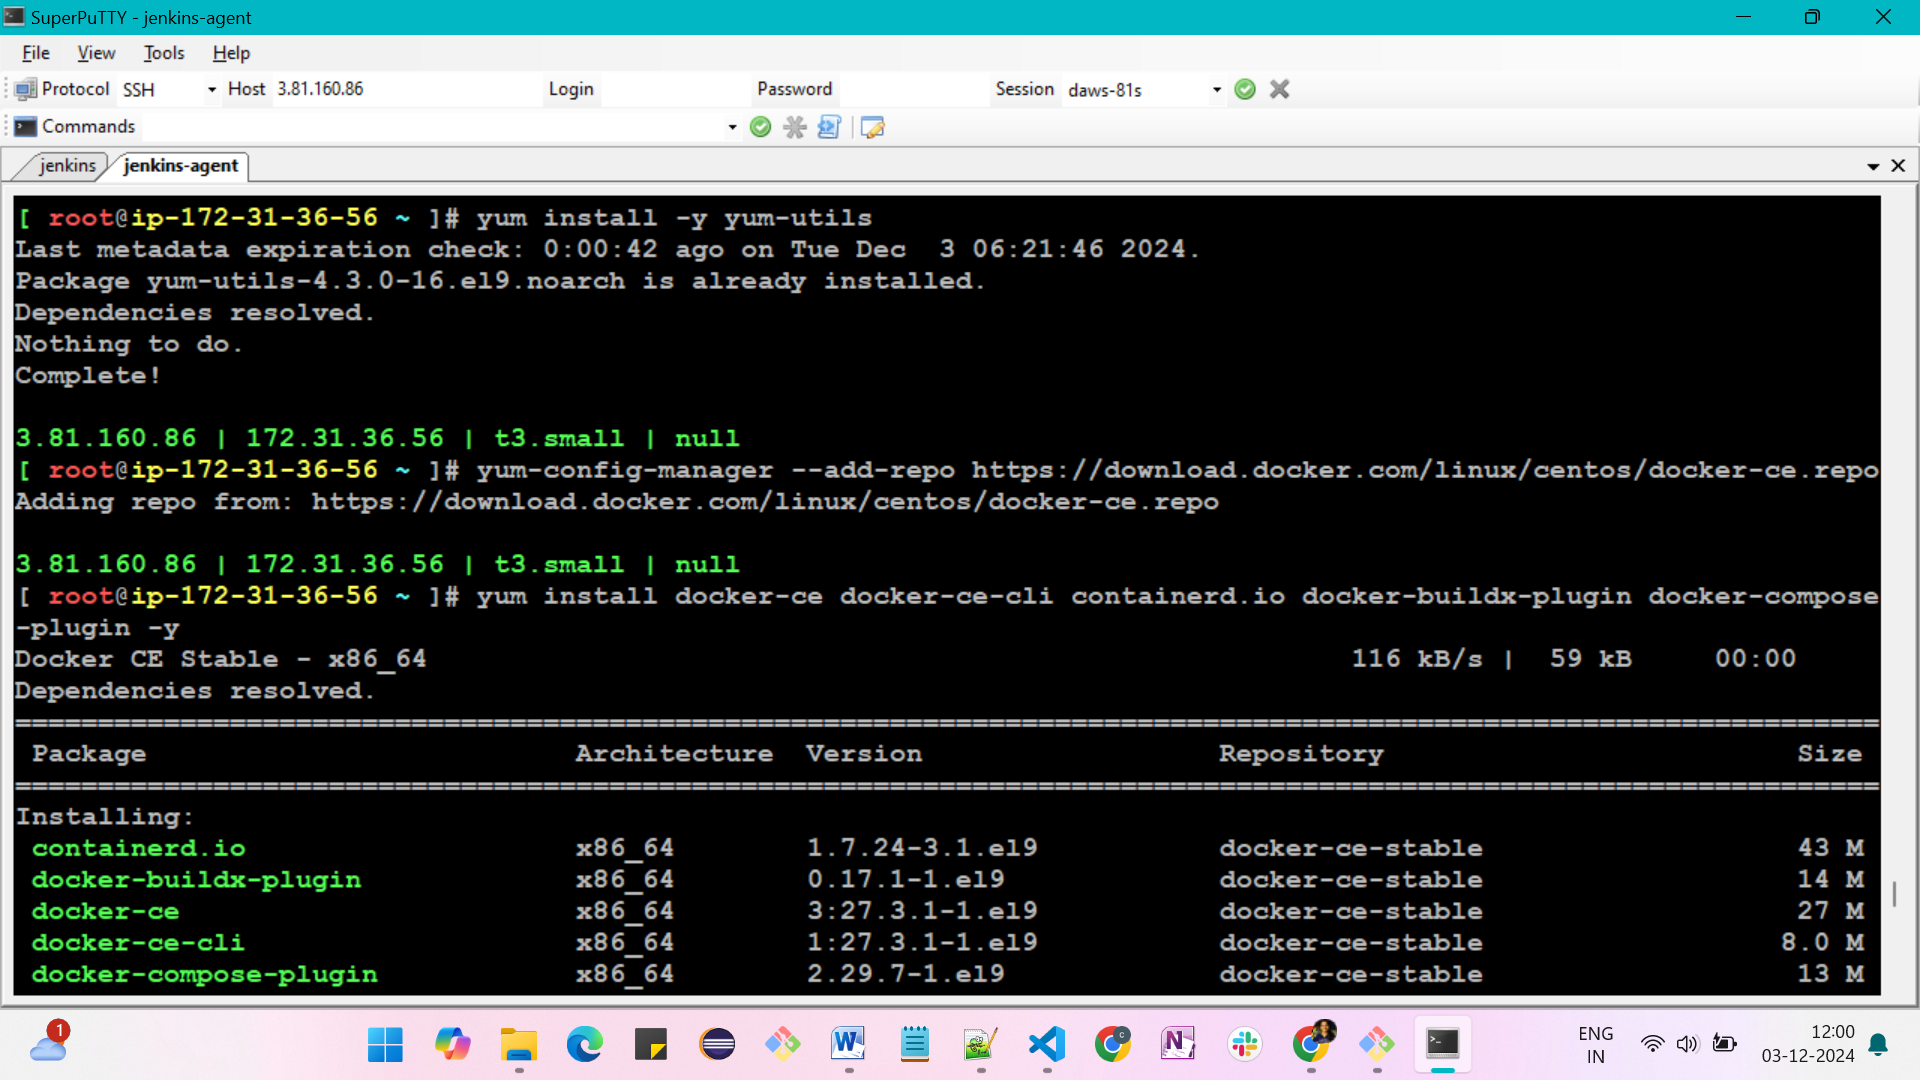 SuperPuTTY - jenkins-agent
File View Tools Help
Protocol SSH Host 3.81.160.86 Login Password Session daws-81s
Commands
jenkins jenkins-agent
[ root@ip-172-31-36-56 ~ ]# yum install -y yum-utils
Last metadata expiration check: 0:00:42 ago on Tue Dec  3 06:21:46 2024.
Package yum-utils-4.3.0-16.el9.noarch is already installed.
Dependencies resolved.
Nothing to do.
Complete!
3.81.160.86 | 172.31.36.56 | t3.small | null
[ root@ip-172-31-36-56 ~ ]# yum-config-manager --add-repo https://download.docker.com/linux/centos/docker-ce.repo
Adding repo from: https://download.docker.com/linux/centos/docker-ce.repo
3.81.160.86 | 172.31.36.56 | t3.small | null
[ root@ip-172-31-36-56 ~ ]# yum install docker-ce docker-ce-cli containerd.io docker-buildx-plugin docker-compose
-plugin -y
Docker CE Stable - x86_64 116 kB/s | 59 kB 00:00
Dependencies resolved.
================================================================================
Package Architecture Version Repository Size
================================================================================
Installing:
containerd.io x86_64 1.7.24-3.1.el9 docker-ce-stable 43 M
docker-buildx-plugin x86_64 0.17.1-1.el9 docker-ce-stable 14 M
docker-ce x86_64 3:27.3.1-1.el9 docker-ce-stable 27 M
docker-ce-cli x86_64 1:27.3.1-1.el9 docker-ce-stable 8.0 M
docker-compose-plugin x86_64 2.29.7-1.el9 docker-ce-stable 13 M
1
ENG 12:00
IN 03-12-2024